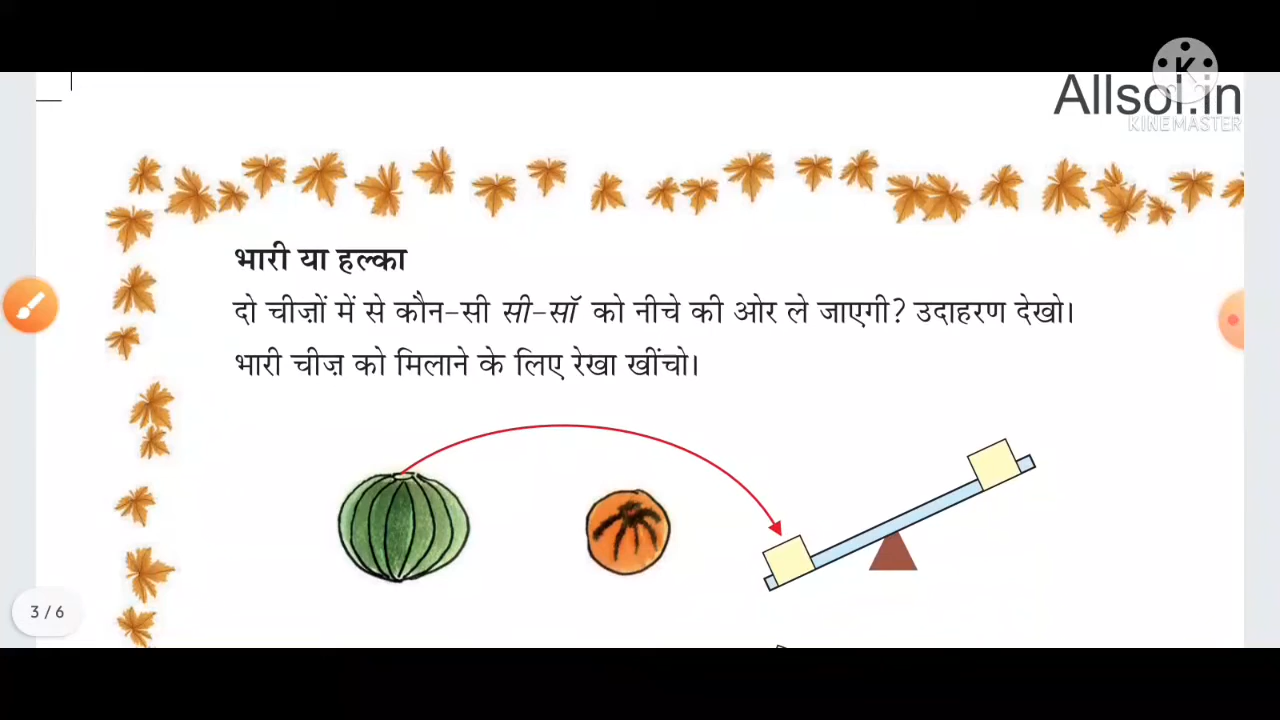 Allsol.in
K
KINEMASTER
भारी या हल्का
दो चीज़ों में से कौन-सी सी-सॉ को नीचे की ओर ले जाएगी? उदाहरण देखो।
भारी चीज़ को मिलाने के लिए रेखा खींचो।
3 / 6